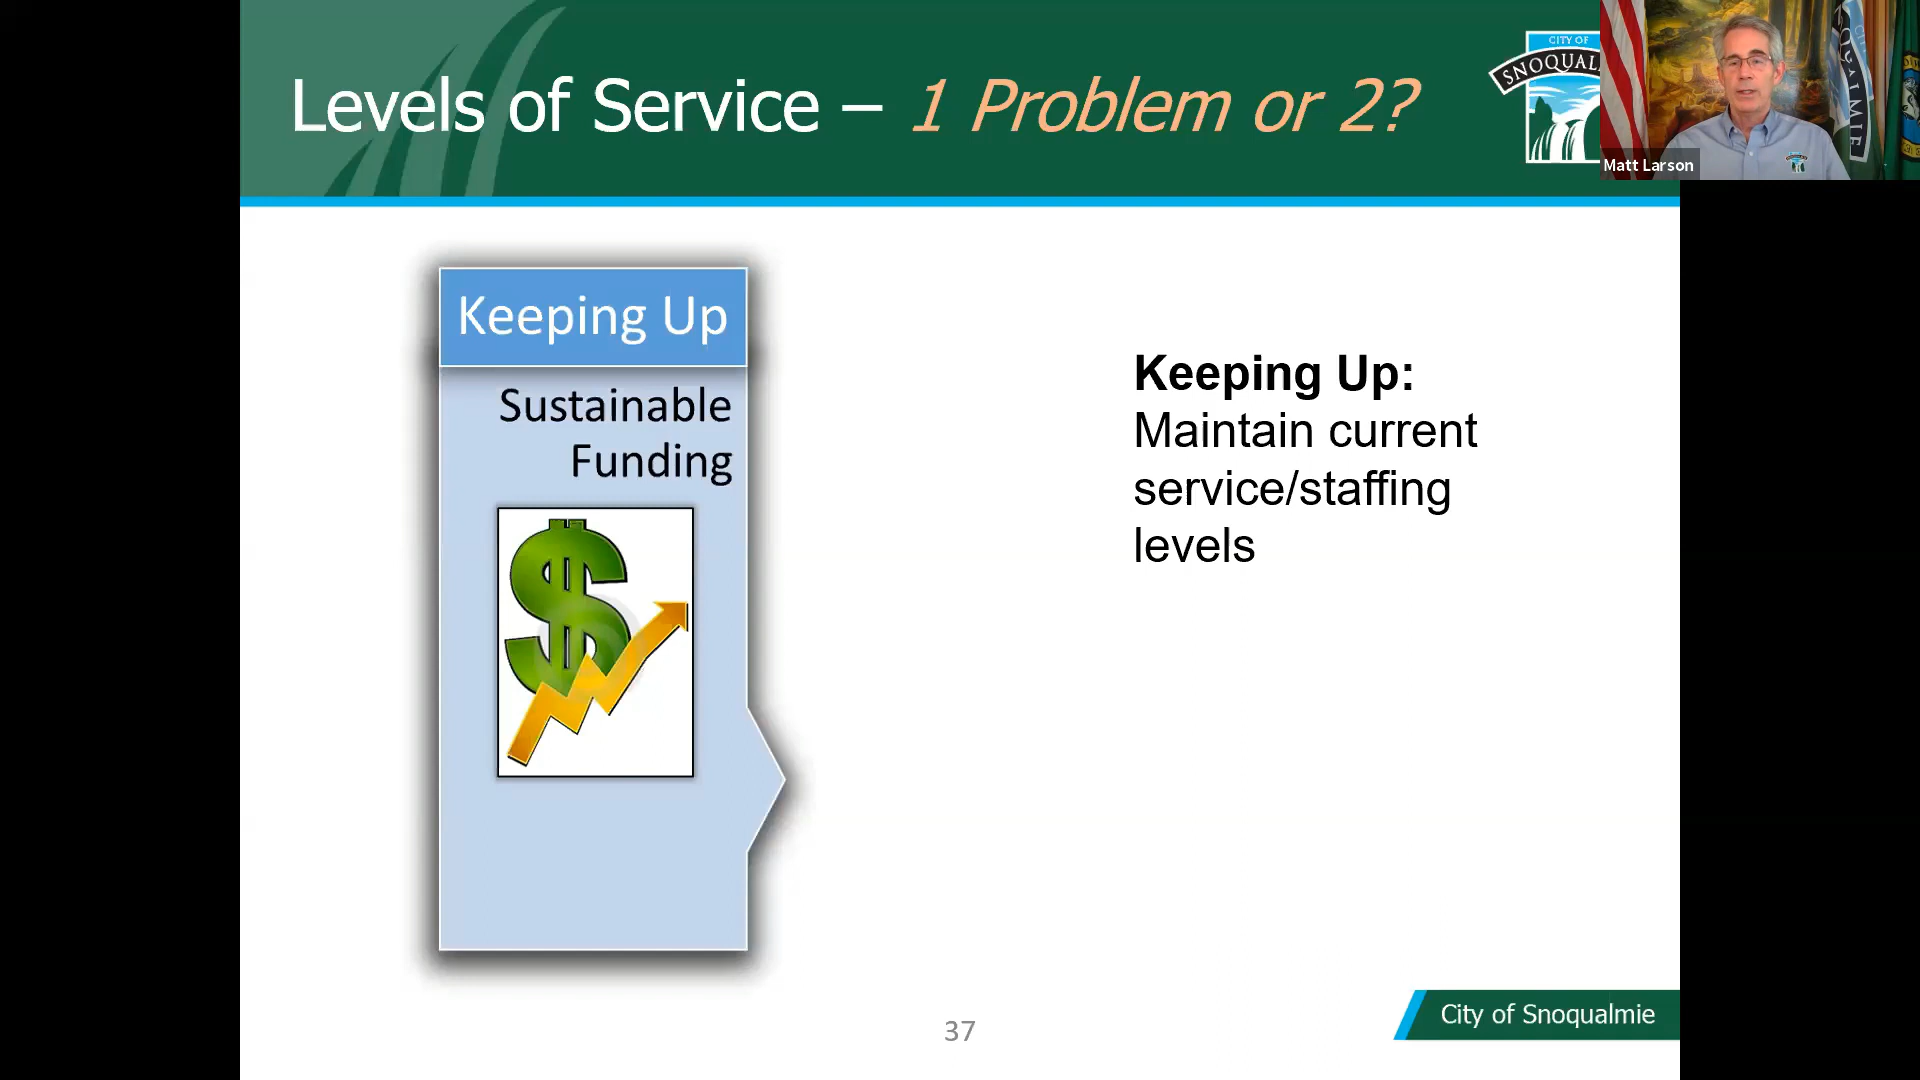 Levels of Service – 1 Problem or 2?
CITY OF
SNOQUAL
Matt Larson
Keeping Up
Sustainable
Funding
Keeping Up:
Maintain current
service/staffing
levels
37
City of Snoqualmie